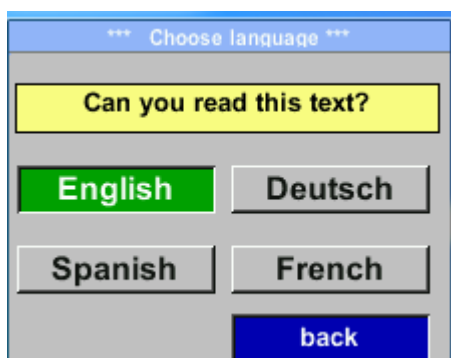 *** Choose language ***
Can you read this text?
English Deutsch
Spanish French
back